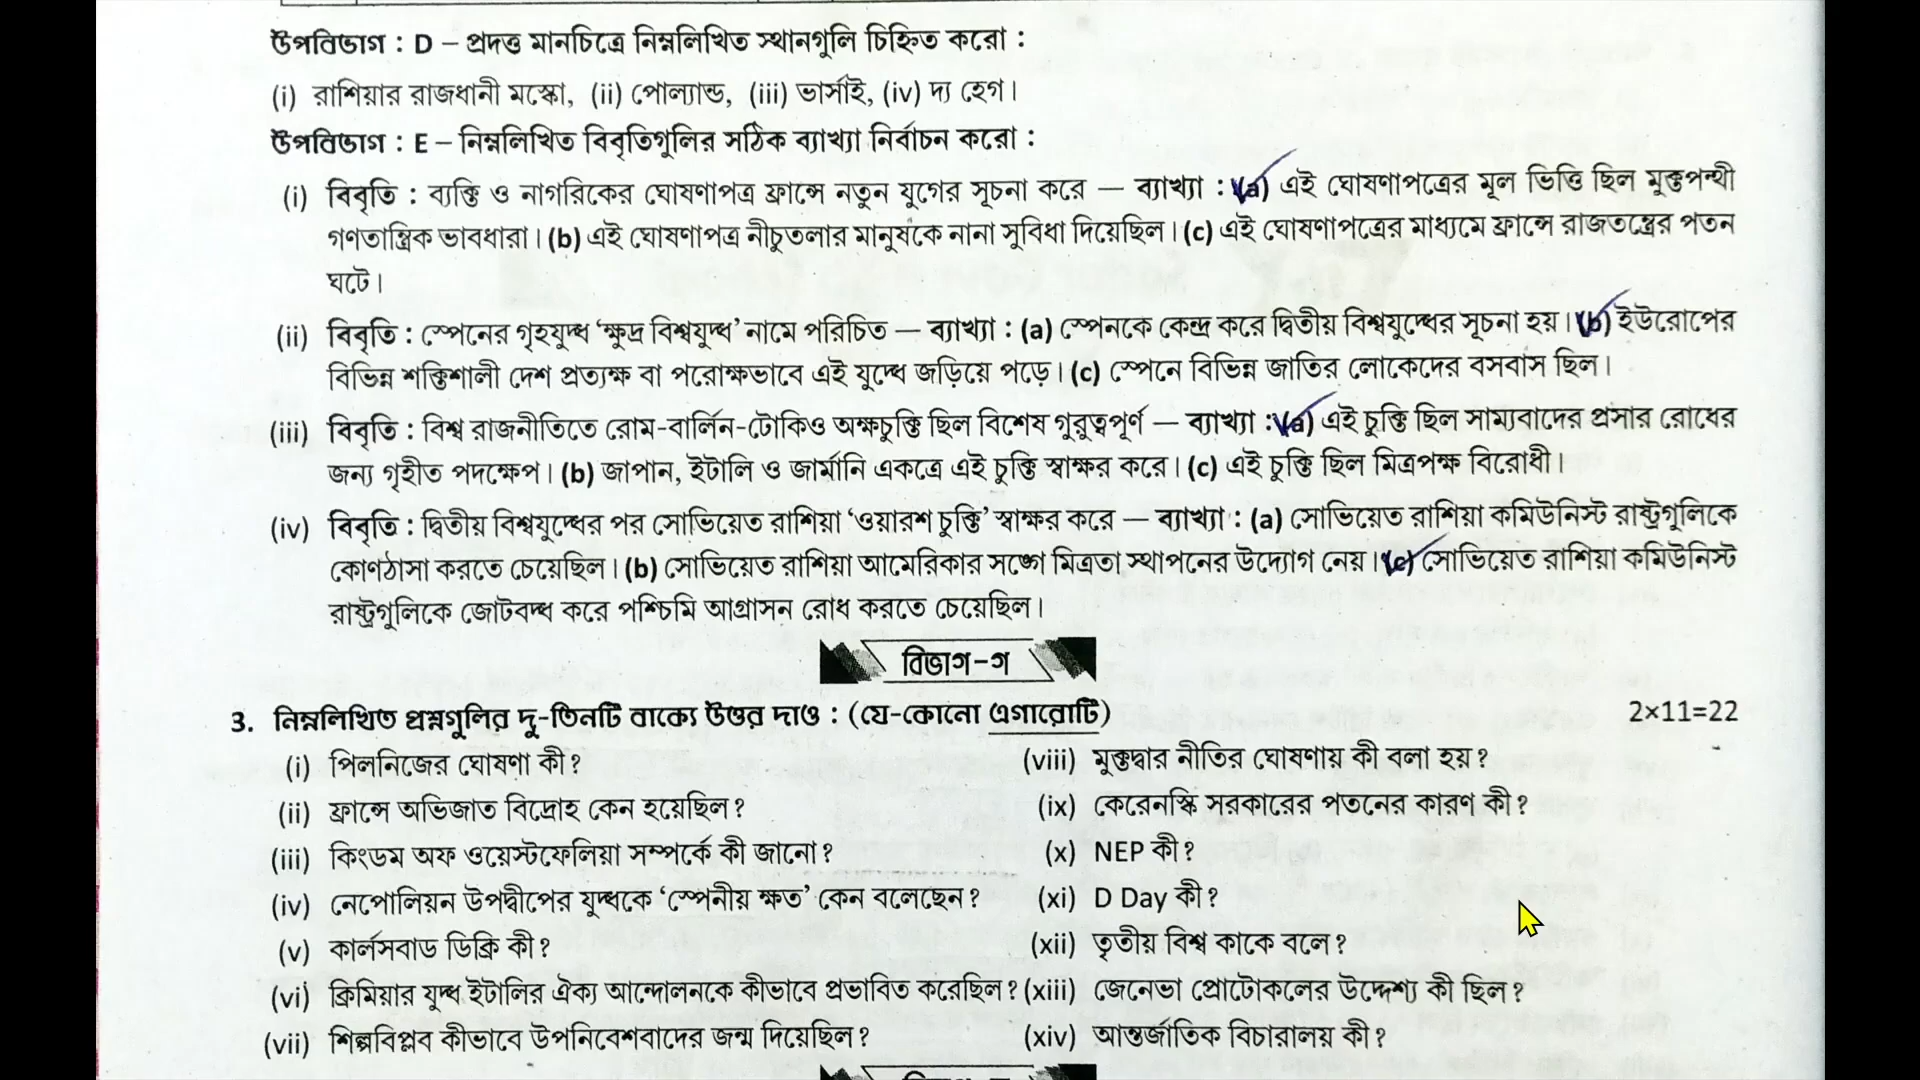 উপবিভাগ : D – প্রদত্ত মানচিত্রে নিম্নলিখিত স্থানগুলি চিহ্নিত করো :
(i) রাশিয়ার রাজধানী মস্কো, (ii) পোল্যান্ড, (iii) ভার্সাই, (iv) দ্য হেগ।
উপবিভাগ : E – নিম্নলিখিত বিবৃতিগুলির সঠিক ব্যাখ্যা নির্বাচন করো :
(i) বিবৃতি : ব্যক্তি ও নাগরিকের ঘোষণাপত্র ফ্রান্সে নতুন যুগের সূচনা করে — ব্যাখ্যা : (a) এই ঘোষণাপত্রের মূল ভিত্তি ছিল মুক্তপন্থী
গণতান্ত্রিক ভাবধারা। (b) এই ঘোষণাপত্র নীচুতলার মানুষকে নানা সুবিধা দিয়েছিল। (c) এই ঘোষণাপত্রের মাধ্যমে ফ্রান্সে রাজতন্ত্রের পতন
ঘটে।
(ii) বিবৃতি : স্পেনের গৃহযুদ্ধ ‘ক্ষুদ্র বিশ্বযুদ্ধ’ নামে পরিচিত — ব্যাখ্যা : (a) স্পেনকে কেন্দ্র করে দ্বিতীয় বিশ্বযুদ্ধের সূচনা হয়। (b) ইউরোপের
বিভিন্ন শক্তিশালী দেশ প্রত্যক্ষ বা পরোক্ষভাবে এই যুদ্ধে জড়িয়ে পড়ে। (c) স্পেনে বিভিন্ন জাতির লোকেদের বসবাস ছিল।
(iii) বিবৃতি : বিশ্ব রাজনীতিতে রোম-বার্লিন-টোকিও অক্ষচুক্তি ছিল বিশেষ গুরুত্বপূর্ণ — ব্যাখ্যা : (a) এই চুক্তি ছিল সাম্যবাদের প্রসার রোধের
জন্য গৃহীত পদক্ষেপ। (b) জাপান, ইটালি ও জার্মানি একত্রে এই চুক্তি স্বাক্ষর করে। (c) এই চুক্তি ছিল মিত্রপক্ষ বিরোধী।
(iv) বিবৃতি : দ্বিতীয় বিশ্বযুদ্ধের পর সোভিয়েত রাশিয়া ‘ওয়ারশ চুক্তি’ স্বাক্ষর করে — ব্যাখ্যা : (a) সোভিয়েত রাশিয়া কমিউনিস্ট রাষ্ট্রগুলিকে
কোণঠাসা করতে চেয়েছিল। (b) সোভিয়েত রাশিয়া আমেরিকার সঙ্গে মিত্রতা স্থাপনের উদ্যোগ নেয়। (c) সোভিয়েত রাশিয়া কমিউনিস্ট
রাষ্ট্রগুলিকে জোটবদ্ধ করে পশ্চিমি আগ্রাসন রোধ করতে চেয়েছিল।
বিভাগ-গ
3. নিম্নলিখিত প্রশ্নগুলির দু-তিনটি বাক্যে উত্তর দাও : (যে-কোনো এগারোটি) 2×11=22
(i) পিলনিজের ঘোষণা কী?
(ii) ফ্রান্সে অভিজাত বিদ্রোহ কেন হয়েছিল?
(iii) কিংডম অফ ওয়েস্টফেলিয়া সম্পর্কে কী জানো?
(iv) নেপোলিয়ন উপদ্বীপের যুদ্ধকে ‘স্পেনীয় ক্ষত’ কেন বলেছেন?
(v) কার্লসবাড ডিক্রি কী?
(vi) ক্রিমিয়ার যুদ্ধ ইটালির ঐক্য আন্দোলনকে কীভাবে প্রভাবিত করেছিল?
(vii) শিল্পবিপ্লব কীভাবে উপনিবেশবাদের জন্ম দিয়েছিল?
(viii) মুক্তদ্বার নীতির ঘোষণায় কী বলা হয়?
(ix) কেরেনস্কি সরকারের পতনের কারণ কী?
(x) NEP কী?
(xi) D Day কী?
(xii) তৃতীয় বিশ্ব কাকে বলে?
(xiii) জেনেভা প্রোটোকলের উদ্দেশ্য কী ছিল?
(xiv) আন্তর্জাতিক বিচারালয় কী?